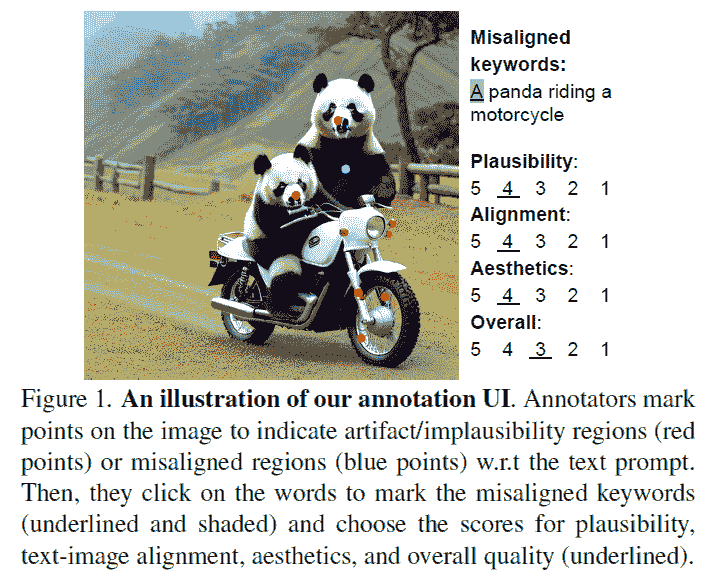 Misaligned
keywords:
A panda riding a
motorcycle
Plausibility:
5 4 3 2 1
Alignment:
5 4 3 2 1
Aesthetics:
5 4 3 2 1
Overall:
5 4 3 2 1
Figure 1. An illustration of our annotation UI. Annotators mark
points on the image to indicate artifact/implausibility regions (red
points) or misaligned regions (blue points) w.r.t the text prompt.
Then, they click on the words to mark the misaligned keywords
(underlined and shaded) and choose the scores for plausibility,
text-image alignment, aesthetics, and overall quality (underlined).